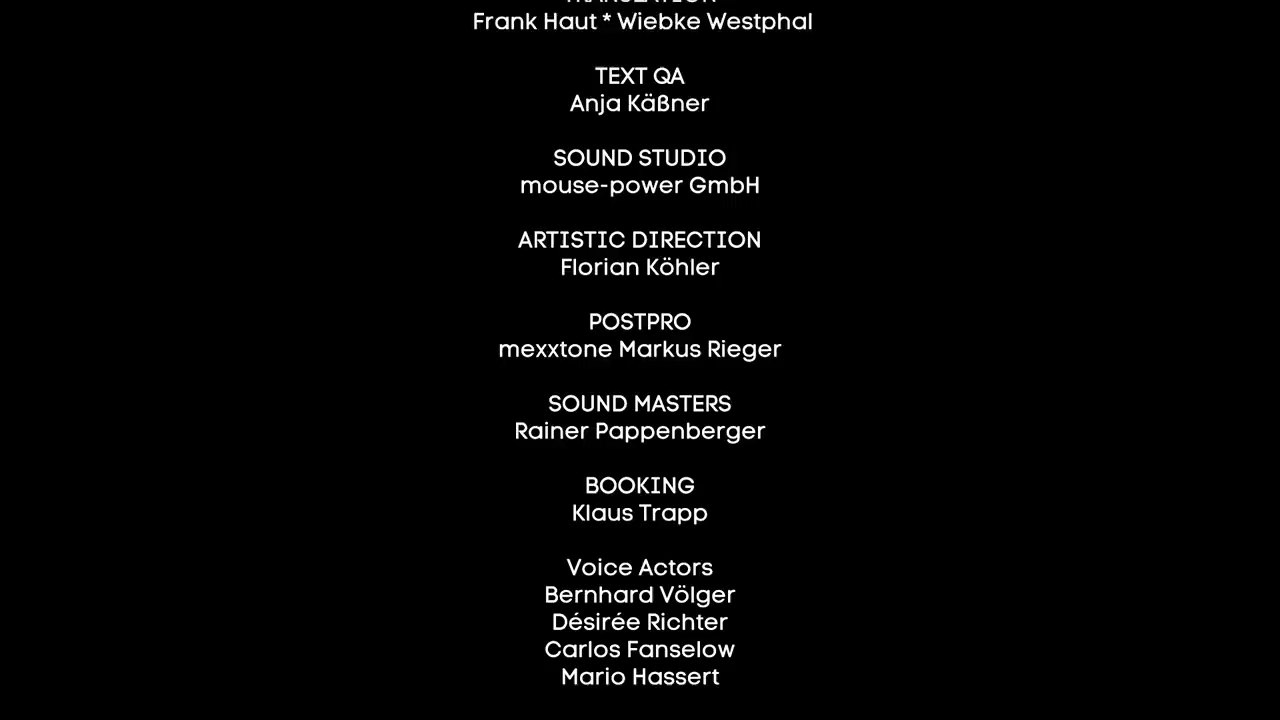 TRANSLATION
Frank Haut * Wiebke Westphal
TEXT QA
Anja Käßner
SOUND STUDIO
mouse-power GmbH
ARTISTIC DIRECTION
Florian Köhler
POSTPRO
mexxtone Markus Rieger
SOUND MASTERS
Rainer Pappenberger
BOOKING
Klaus Trapp
Voice Actors
Bernhard Völger
Désirée Richter
Carlos Fanselow
Mario Hassert